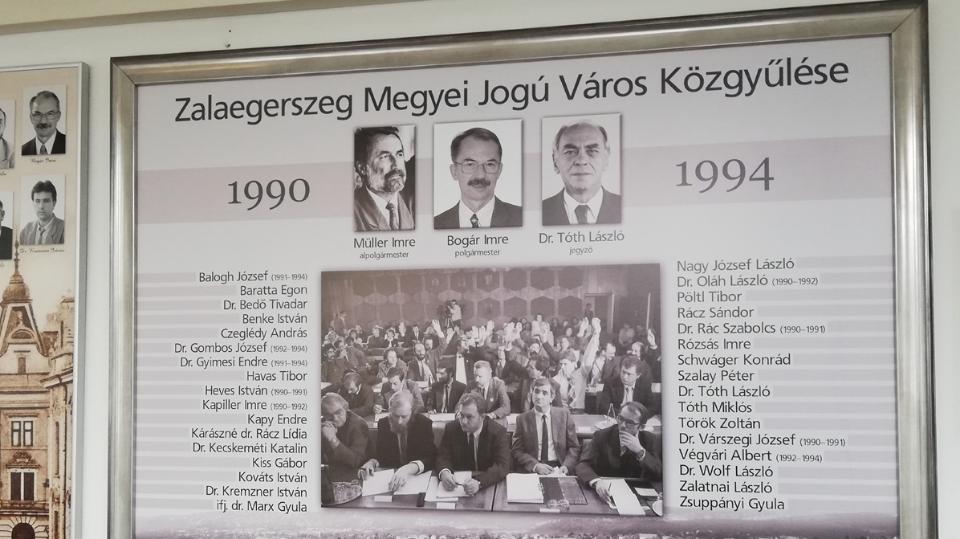 Zalaegerszeg Megyei Jogú Város Közgyűlése
1990
1994
Müller Imre
alpolgármester
Bogár Imre
polgármester
Dr. Tóth László
jegyző
Balogh József (1991-1994)
Baratta Egon
Dr. Bedő Tivadar
Benke István
Czeglédy András
Dr. Gombos József (1992-1994)
Dr. Gyimesi Endre (1991-1994)
Havas Tibor
Heves István (1990-1991)
Kapiller Imre (1990-1992)
Kapy Endre
Kárászné dr. Rácz Lídia
Dr. Kecskeméti Katalin
Kiss Gábor
Kováts István
Dr. Kremzner István
ifj. dr. Marx Gyula
Nagy József László
Dr. Oláh László (1990-1992)
Pöltl Tibor
Rácz Sándor
Dr. Rác Szabolcs (1990-1991)
Rózsás Imre
Schwáger Konrád
Szalay Péter
Dr. Tóth László
Tóth Miklós
Török Zoltán
Dr. Várszegi József (1990-1991)
Végvári Albert (1992-1994)
Dr. Wolf László
Zalatnai László
Zsuppányi Gyula
Bogár Imre
Dr. Kremzner István